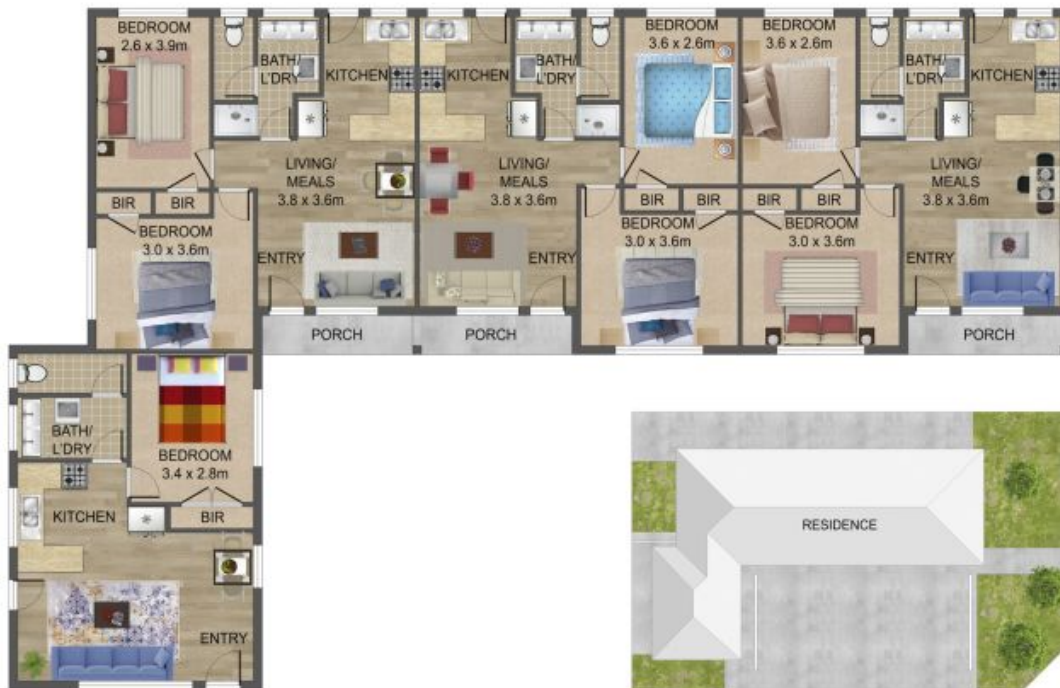 BEDROOM
2.6 x 3.9m
BATH/
L'DRY
KITCHEN
KITCHEN
BATH/
L'DRY
BEDROOM
3.6 x 2.6m
BEDROOM
3.6 x 2.6m
BATH/
L'DRY
KITCHEN
LIVING/
MEALS
3.8 x 3.6m
LIVING/
MEALS
3.8 x 3.6m
LIVING/
MEALS
3.8 x 3.6m
BIR
BIR
BIR
BIR
BIR
BIR
BEDROOM
3.0 x 3.6m
BEDROOM
3.0 x 3.6m
BEDROOM
3.0 x 3.6m
ENTRY
ENTRY
ENTRY
PORCH
PORCH
PORCH
BATH/
L'DRY
BEDROOM
3.4 x 2.8m
KITCHEN
BIR
ENTRY
RESIDENCE